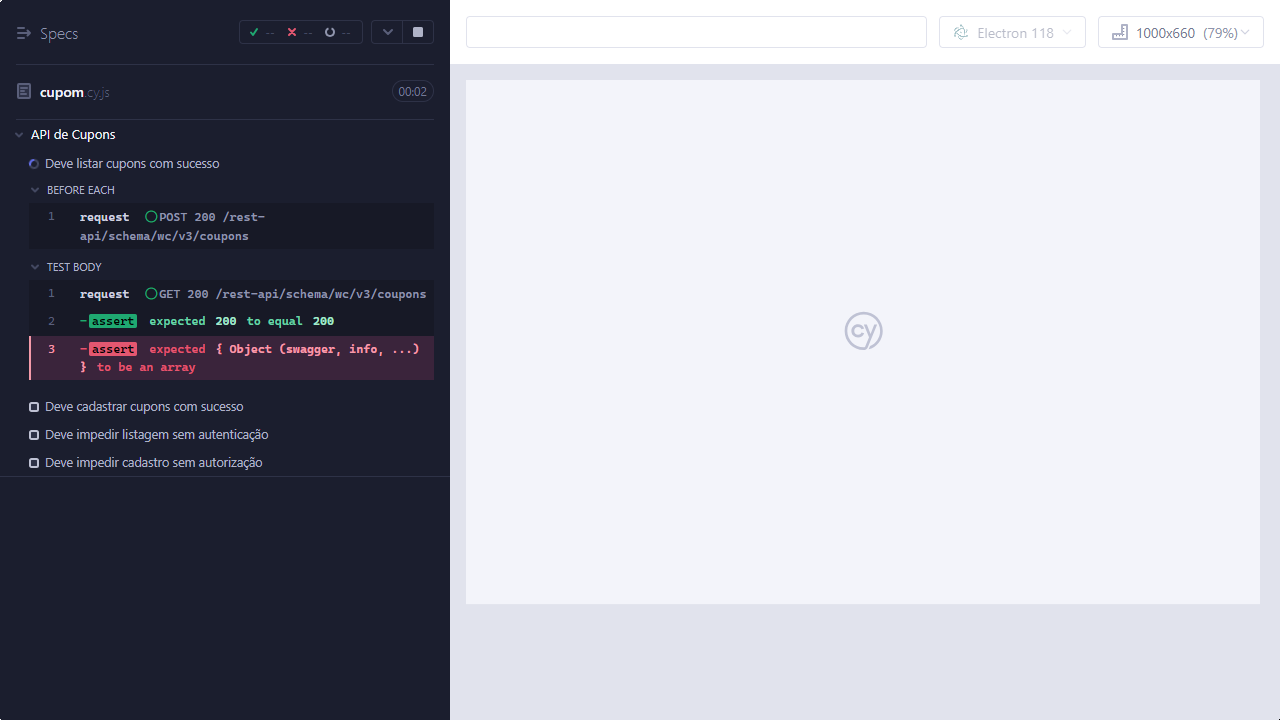 Specs
-- -- --
Electron 118
1000x660 (79%)
cupom.cy.js
00:02
API de Cupons
Deve listar cupons com sucesso
BEFORE EACH
1 request POST 200 /rest-
api/schema/wc/v3/coupons
TEST BODY
1 request GET 200 /rest-api/schema/wc/v3/coupons
2 -assert expected 200 to equal 200
3 -assert expected { Object (swagger, info, ...)
} to be an array
Deve cadastrar cupons com sucesso
Deve impedir listagem sem autenticação
Deve impedir cadastro sem autorização
cy